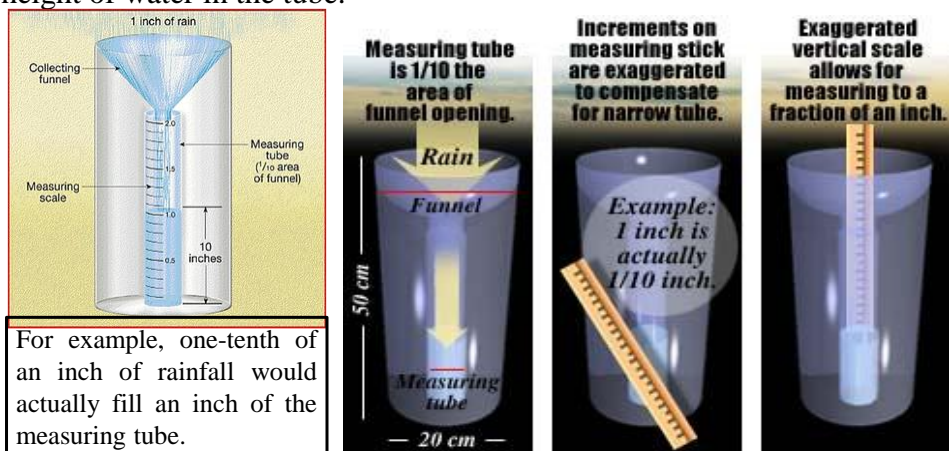 height of water in the tube.
1 inch of rain
Collecting
funnel
2.0
Measuring
tube
(1/10 area
of funnel)
1.5
Measuring
scale
1.0
10
inches
0.5
For example, one-tenth of
an inch of rainfall would
actually fill an inch of the
measuring tube.
Measuring tube
is 1/10 the
area of
funnel opening.
Rain
Funnel
50 cm
Measuring
tube
20 cm
Increments on
measuring stick
are exaggerated
to compensate
for narrow tube.
Example:
1 inch is
actually
1/10 inch.
Exaggerated
vertical scale
allows for
measuring to a
fraction of an inch.